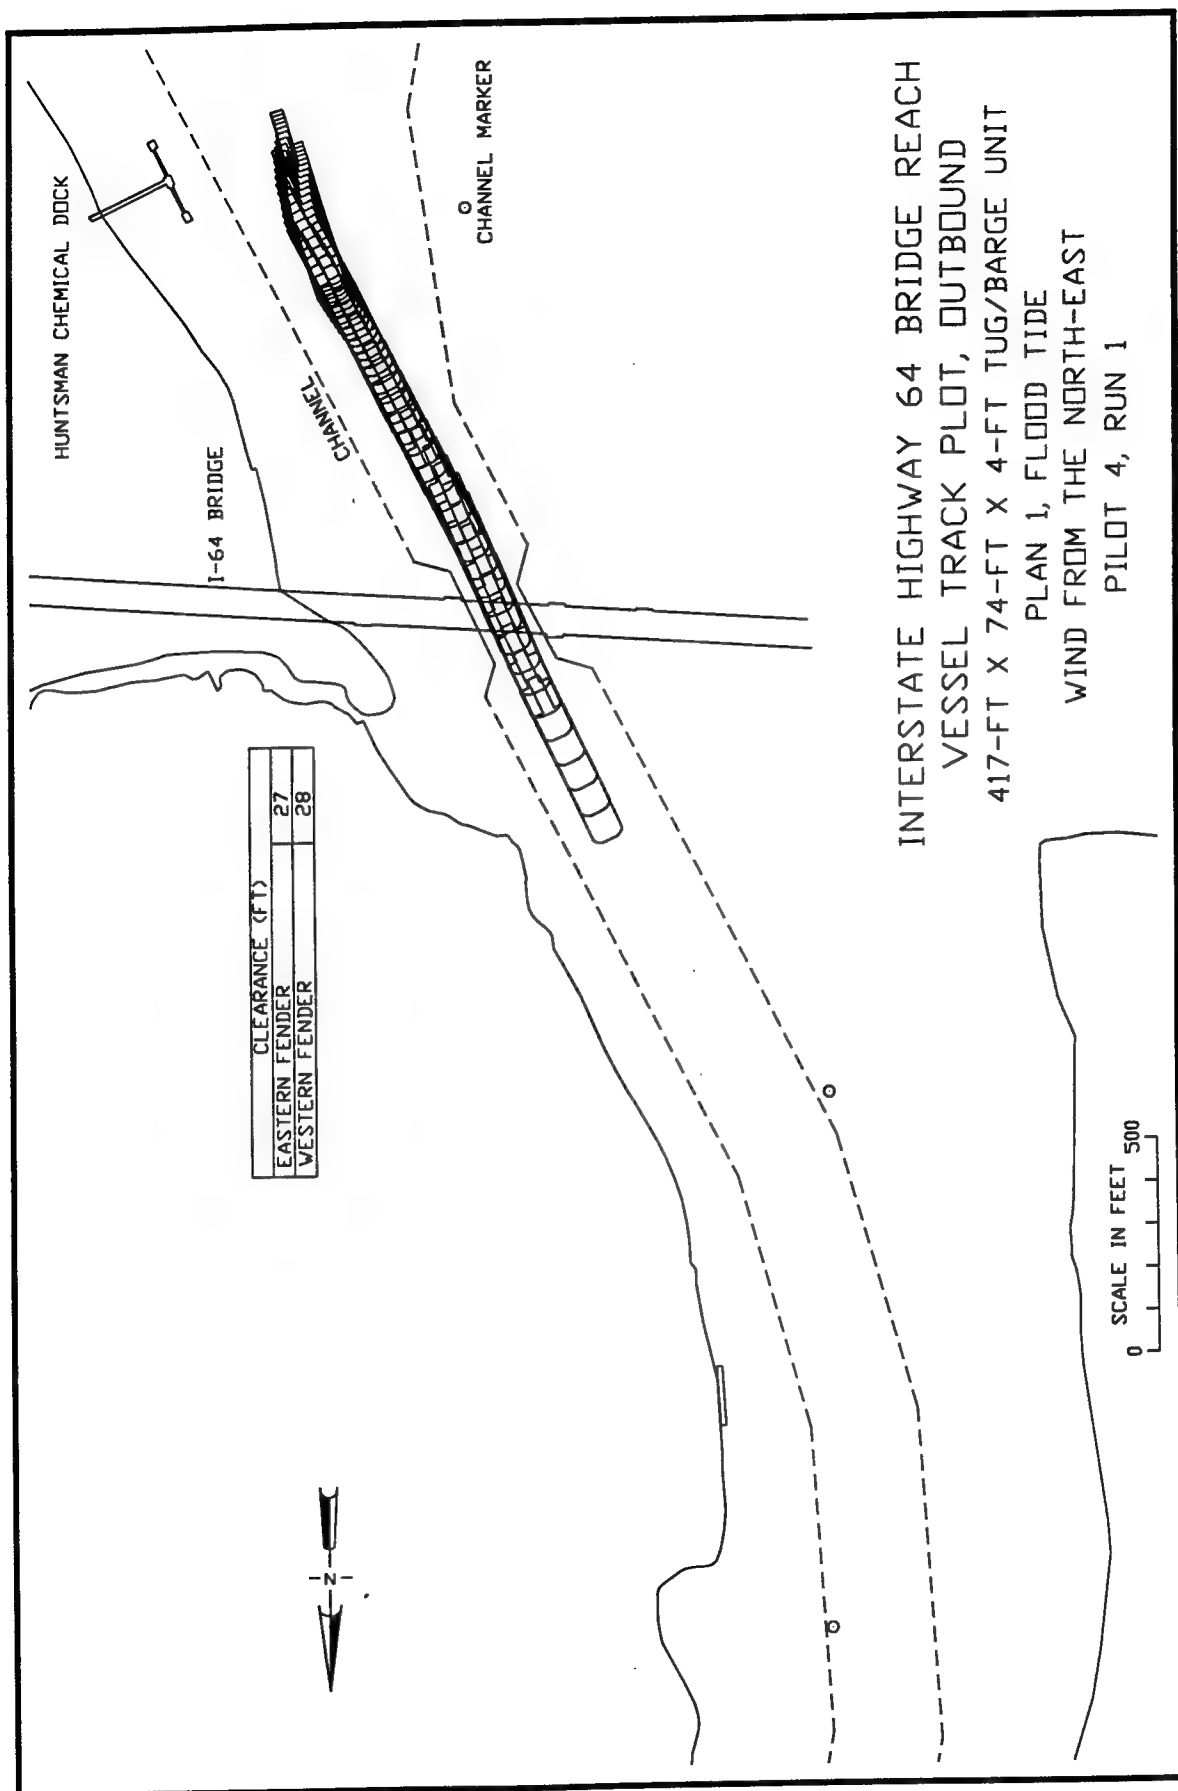 HUNTSMAN CHEMICAL DOCK
I-64 BRIDGE
CHANNEL
CHANNEL MARKER
CLEARANCE (FT)
EASTERN FENDER 27
WESTERN FENDER 28
-N-
INTERSTATE HIGHWAY 64 BRIDGE REACH
VESSEL TRACK PLOT, OUTBOUND
417-FT X 74-FT X 4-FT TUG/BARGE UNIT
PLAN 1, FLOOD TIDE
WIND FROM THE NORTH-EAST
PILOT 4, RUN 1
SCALE IN FEET
0 500